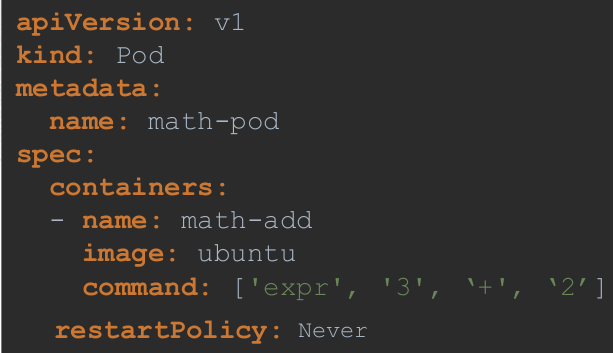 apiVersion: v1
kind: Pod
metadata:
  name: math-pod
spec:
  containers:
  - name: math-add
    image: ubuntu
    command: ['expr', '3', ‘+', ‘2’]
  restartPolicy: Never